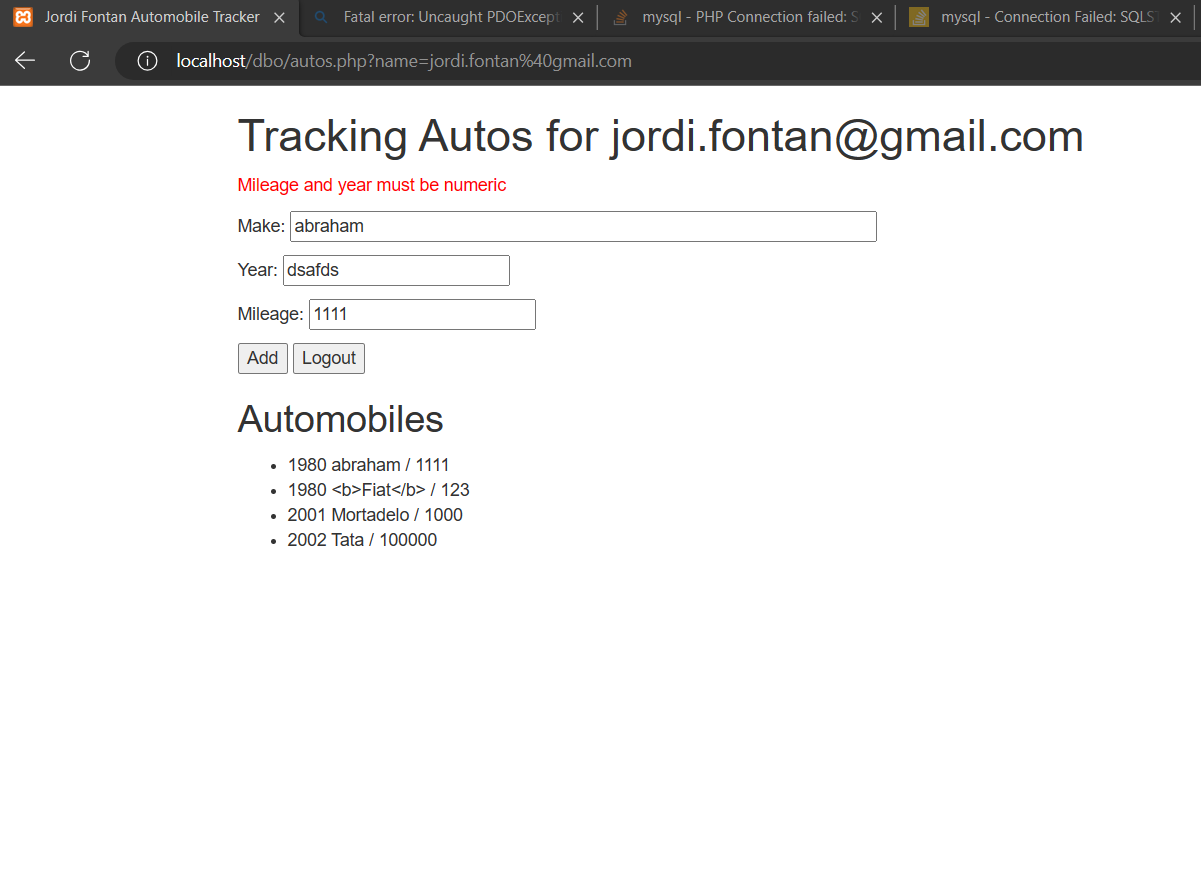 Jordi Fontan Automobile Tracker
Fatal error: Uncaught PDOExcept
mysql - PHP Connection failed: S
mysql - Connection Failed: SQLST
localhost/dbo/autos.php?name=jordi.fontan%40gmail.com
Tracking Autos for jordi.fontan@gmail.com
Mileage and year must be numeric
Make: abraham
Year: dsafds
Mileage: 1111
Add Logout
Automobiles
• 1980 abraham / 1111
• 1980 <b>Fiat</b> / 123
• 2001 Mortadelo / 1000
• 2002 Tata / 100000